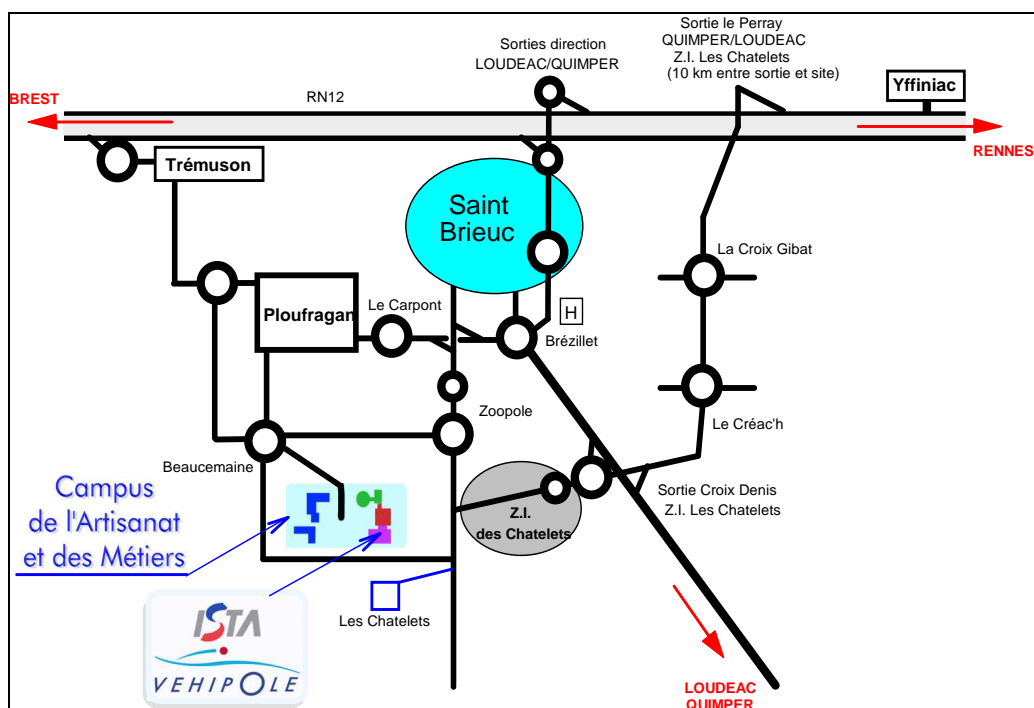 Sortie le Perray
QUIMPER/LOUDEAC
Z.I. Les Chatelets
(10 km entre sortie et site)
Sorties direction
LOUDEAC/QUIMPER
Yffiniac
BREST
RN12
RENNES
Trémuson
Saint
Brieuc
La Croix Gibat
Le Carpont
H
Ploufragan
Brézillet
Zoopole
Le Créac'h
Beaucemaine
Campus
de l'Artisanat
et des Métiers
Sortie Croix Denis
Z.I. Les Chatelets
Z.I.
des Chatelets
Les Chatelets
ISTA
VEHIPOLE
LOUDEAC
QUIMPER